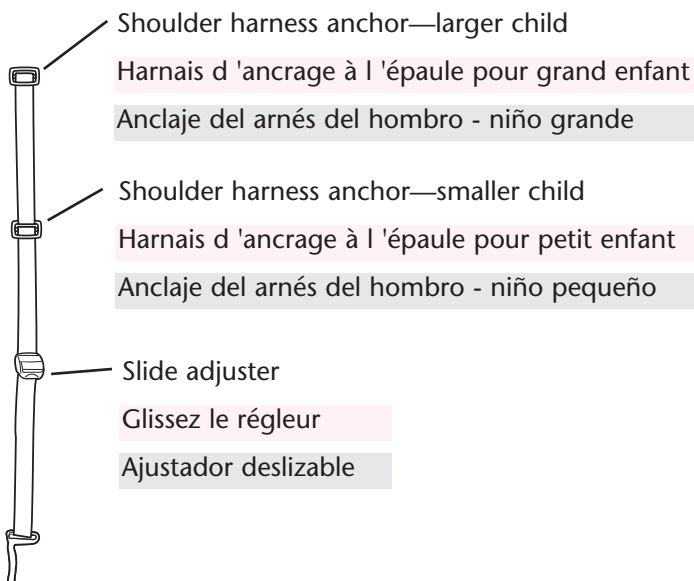 Shoulder harness anchor—larger child
Harnais d 'ancrage à l 'épaule pour grand enfant
Anclaje del arnés del hombro - niño grande
Shoulder harness anchor—smaller child
Harnais d 'ancrage à l 'épaule pour petit enfant
Anclaje del arnés del hombro - niño pequeño
Slide adjuster
Glissez le régleur
Ajustador deslizable